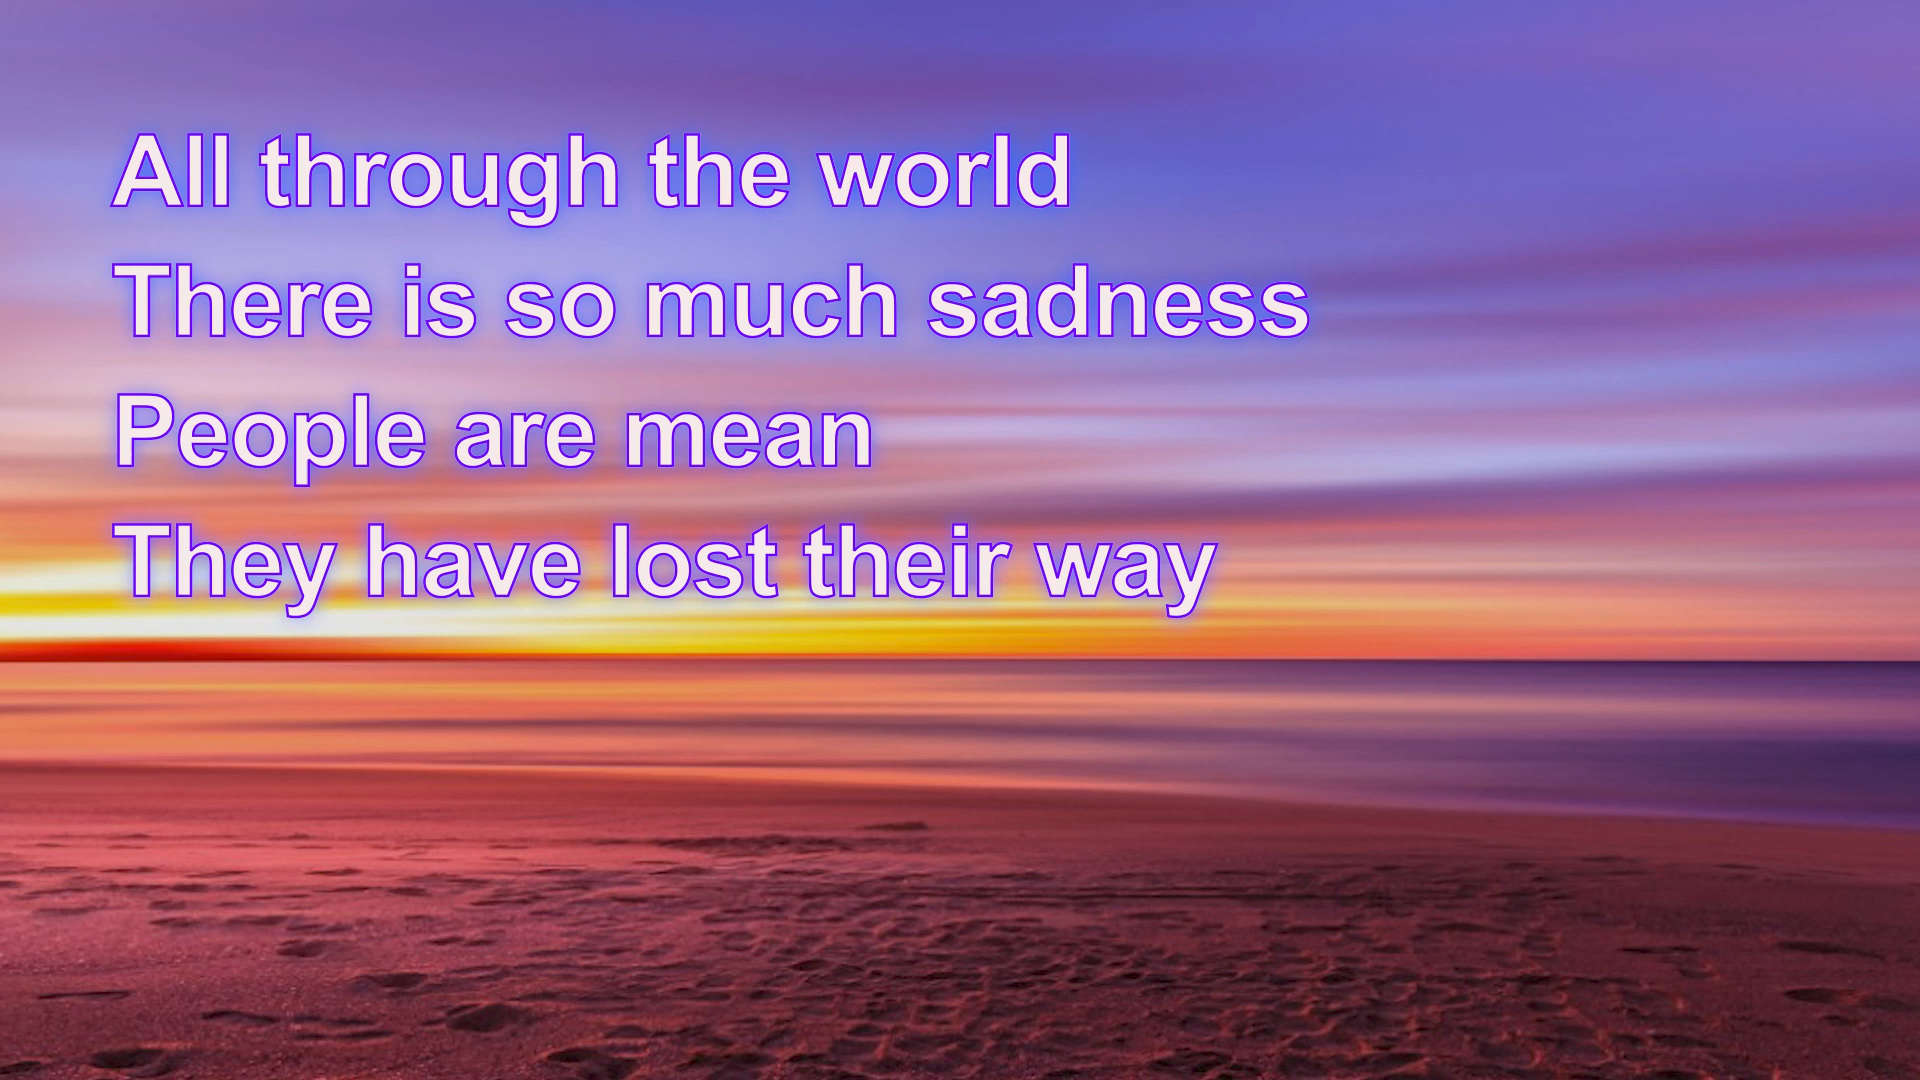 All through the world
There is so much sadness
People are mean
They have lost their way